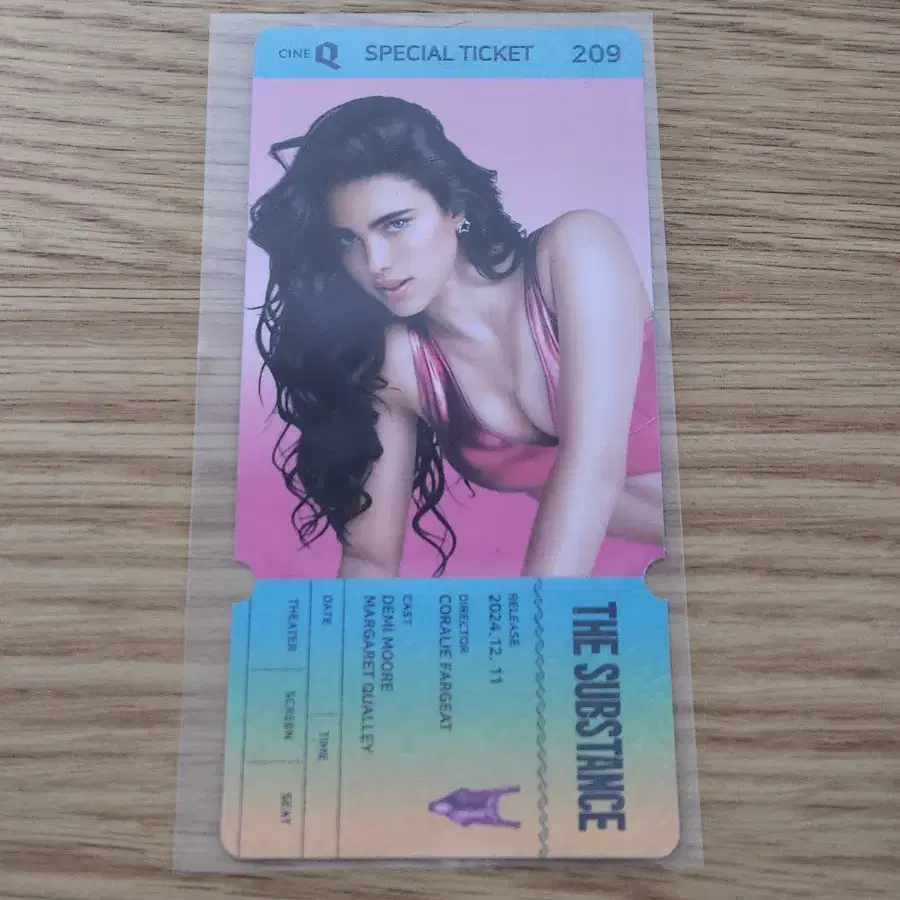 CINE Q SPECIAL TICKET 209
THE SUBSTANCE
RELEASE
2024.12. 11
DIRECTOR
CORALIE FARGEAT
CAST
DEMI MOORE
MARGARET QUALLEY
DATE TIME
THEATER SCREEN SEAT